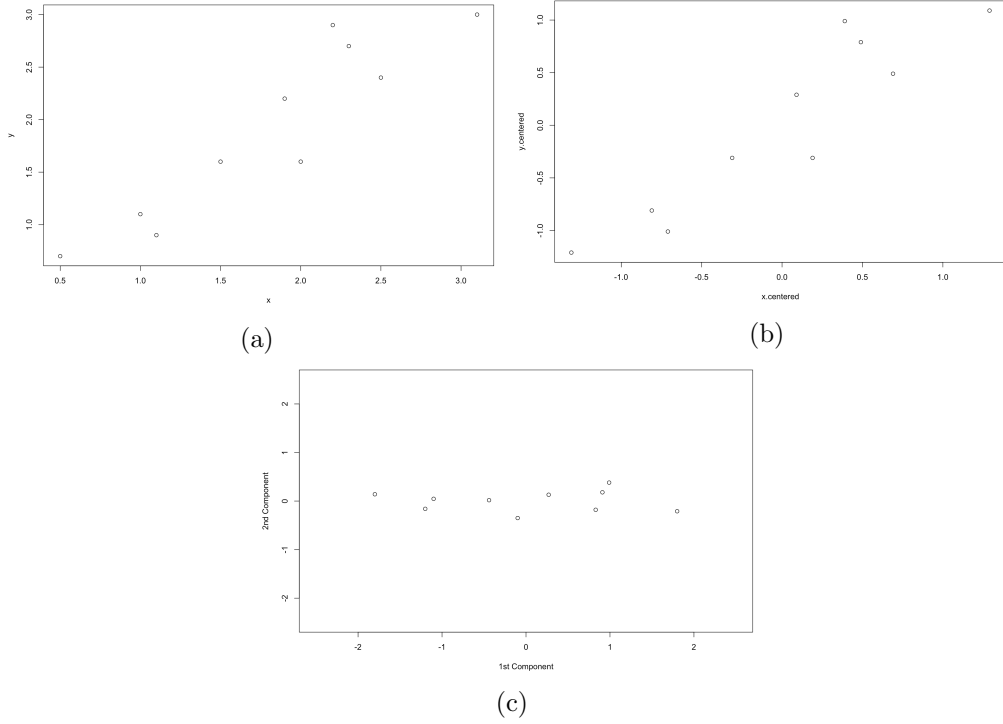 3.0
2.5
2.0
1.5
1.0
y
0.5 1.0 1.5 2.0 2.5 3.0
x
(a)
1.0
0.5
0.0
-0.5
-1.0
y.centered
-1.0 -0.5 0.0 0.5 1.0
x.centered
(b)
2
1
0
-1
-2
2nd Component
-2 -1 0 1 2
1st Component
(c)